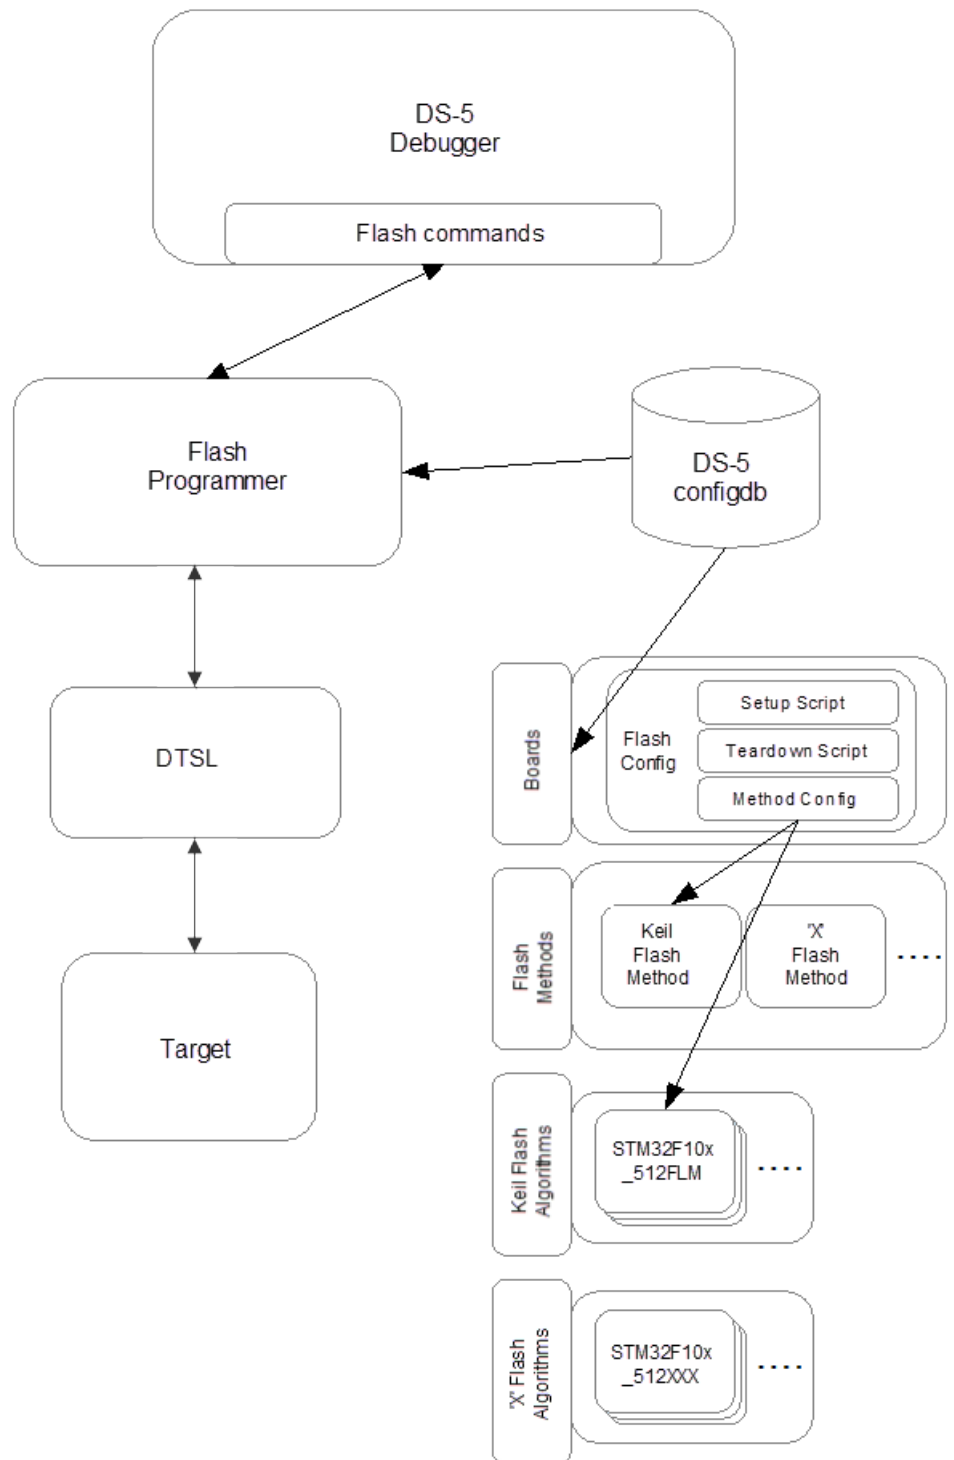 DS-5
Debugger
Flash commands
Flash
Programmer
DS-5
configdb
DTSL
Target
Boards
Flash
Config
Setup Script
Teardown Script
Method Config
Flash
Methods
Keil
Flash
Method
'X'
Flash
Method
....
Keil Flash
Algorithms
STM32F10x
_512FLM
....
'X' Flash
Algorithms
STM32F10x
_512XXX
....